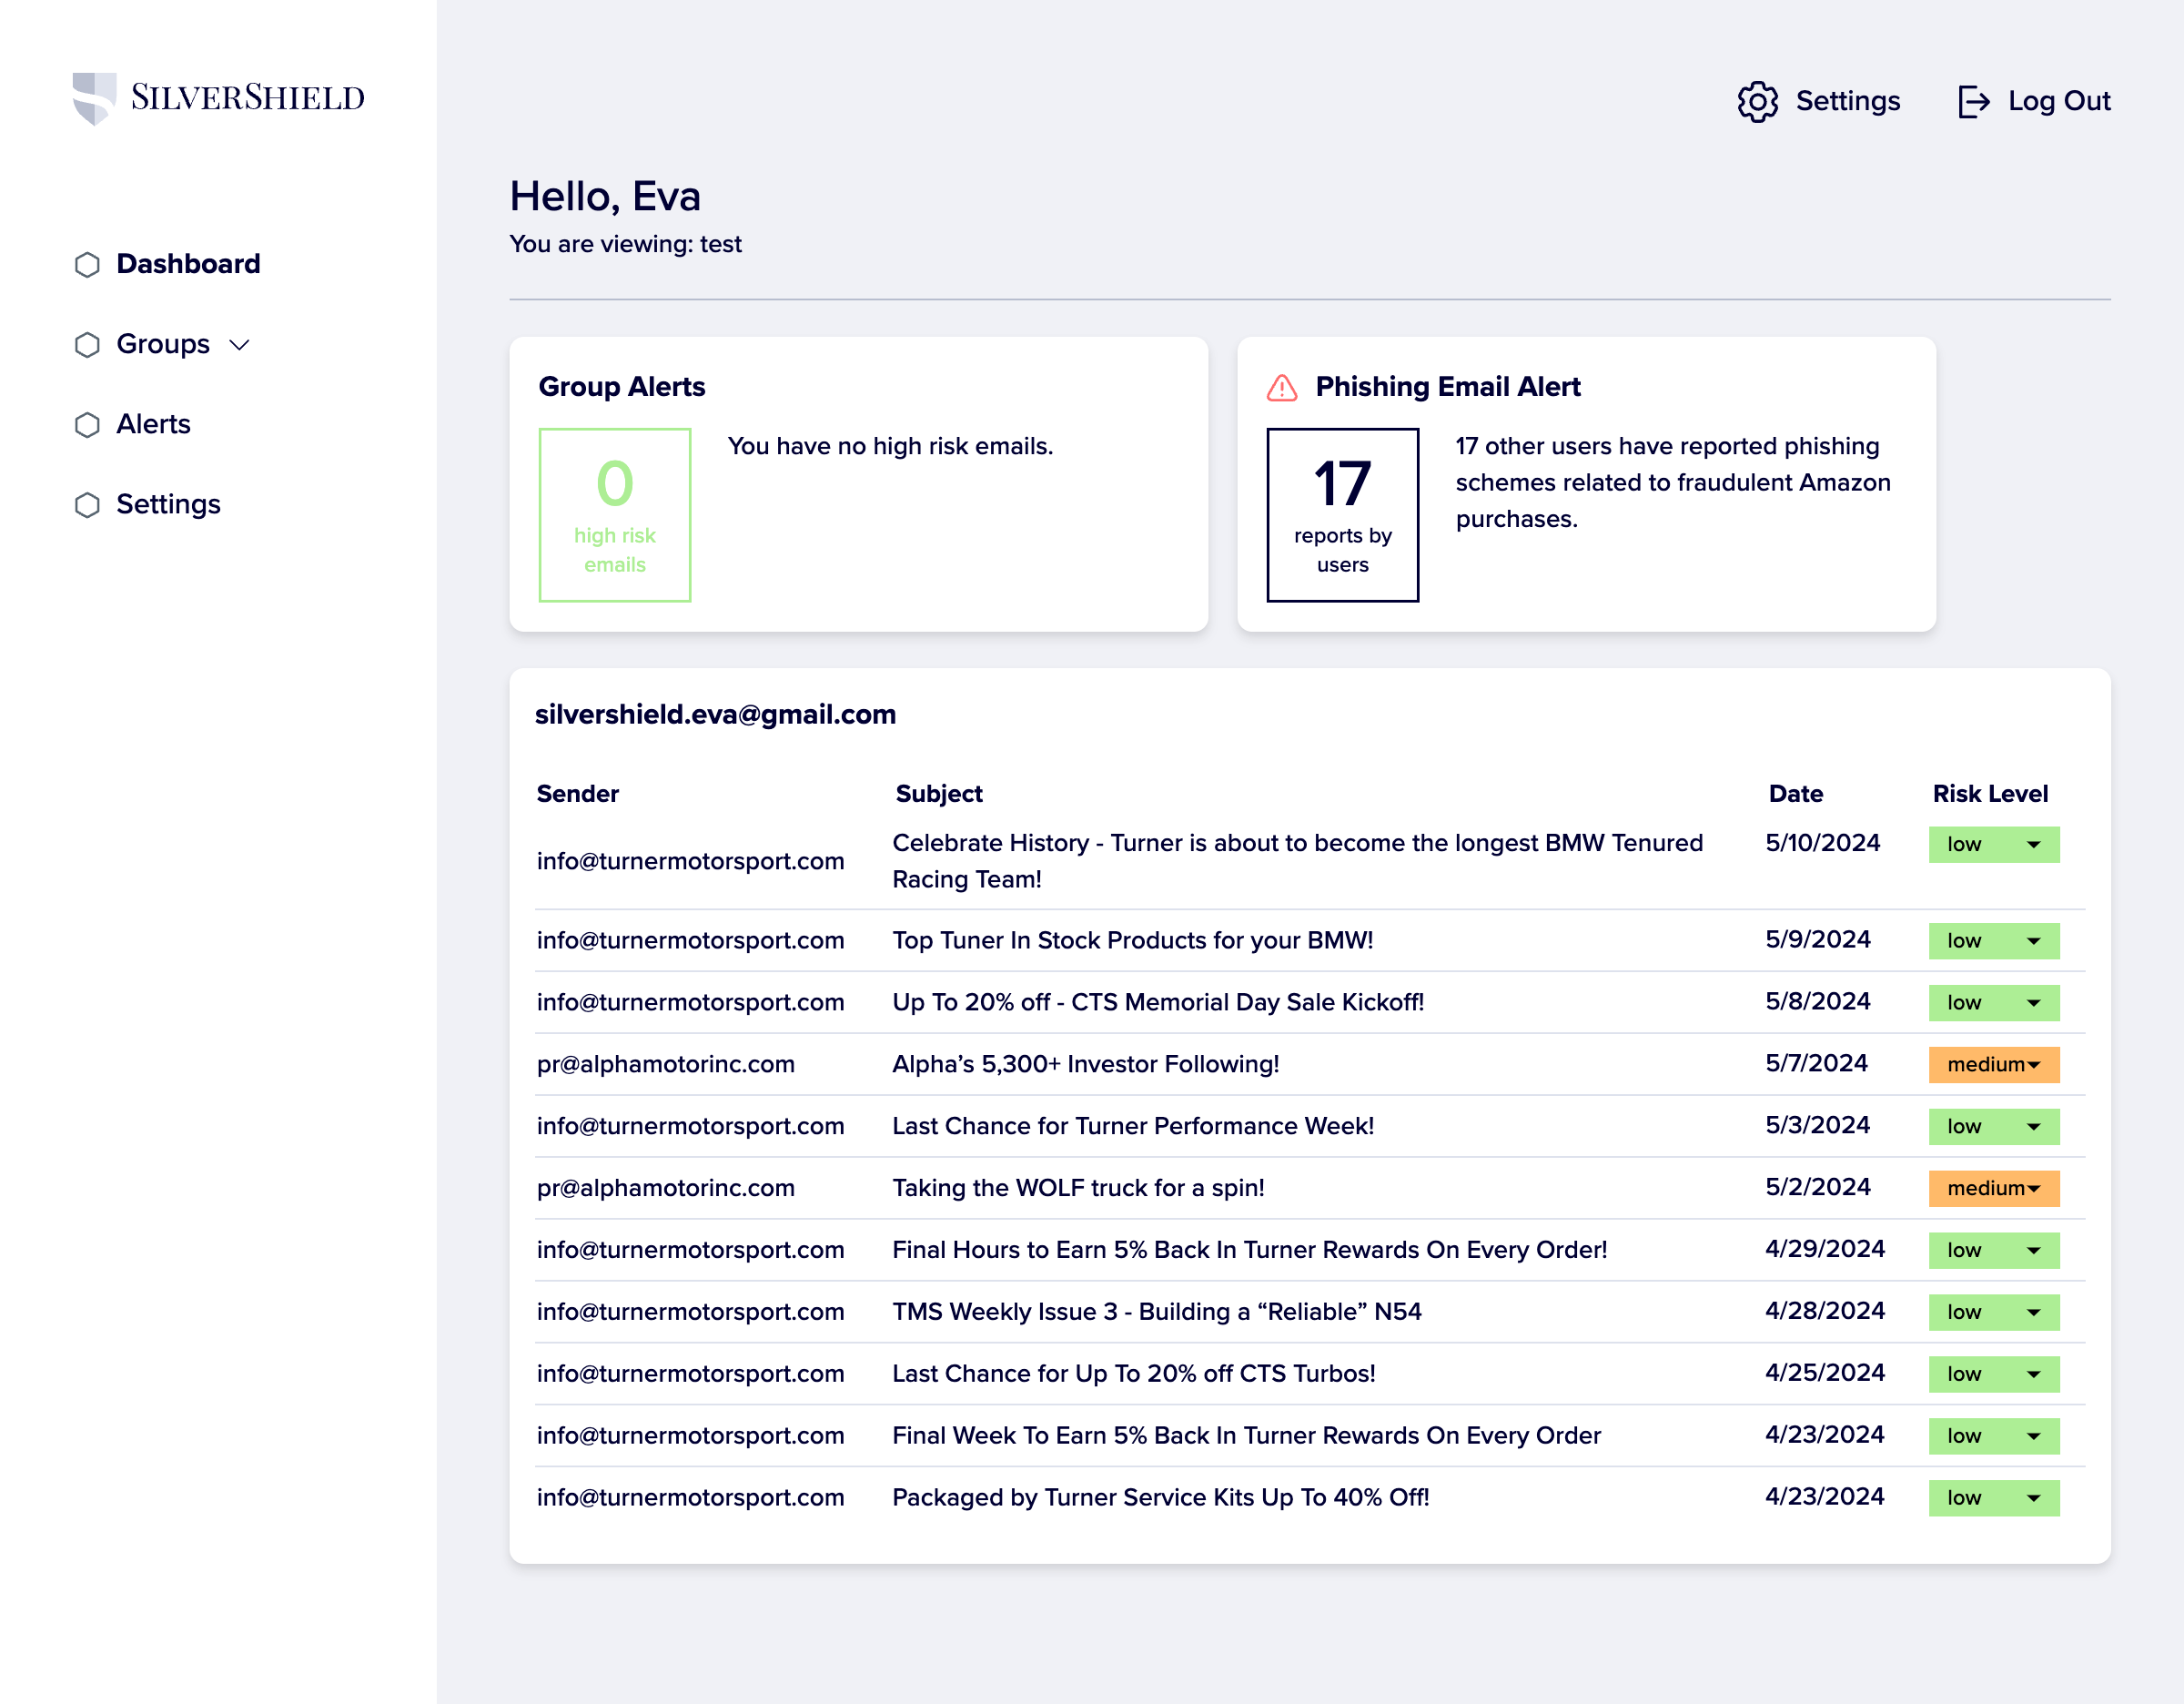 SILVERSHIELD
Settings
Log Out
Dashboard
Groups
Alerts
Settings
Hello, Eva
You are viewing: test
Group Alerts
0
high risk
emails
You have no high risk emails.
Phishing Email Alert
17
reports by
users
17 other users have reported phishing
schemes related to fraudulent Amazon
purchases.
silvershield.eva@gmail.com
Sender Subject Date Risk Level
info@turnermotorsport.com Celebrate History - Turner is about to become the longest BMW Tenured 5/10/2024 low
Racing Team!
info@turnermotorsport.com Top Tuner In Stock Products for your BMW! 5/9/2024 low
info@turnermotorsport.com Up To 20% off - CTS Memorial Day Sale Kickoff! 5/8/2024 low
pr@alphamotorinc.com Alpha’s 5,300+ Investor Following! 5/7/2024 medium
info@turnermotorsport.com Last Chance for Turner Performance Week! 5/3/2024 low
pr@alphamotorinc.com Taking the WOLF truck for a spin! 5/2/2024 medium
info@turnermotorsport.com Final Hours to Earn 5% Back In Turner Rewards On Every Order! 4/29/2024 low
info@turnermotorsport.com TMS Weekly Issue 3 - Building a “Reliable” N54 4/28/2024 low
info@turnermotorsport.com Last Chance for Up To 20% off CTS Turbos! 4/25/2024 low
info@turnermotorsport.com Final Week To Earn 5% Back In Turner Rewards On Every Order 4/23/2024 low
info@turnermotorsport.com Packaged by Turner Service Kits Up To 40% Off! 4/23/2024 low